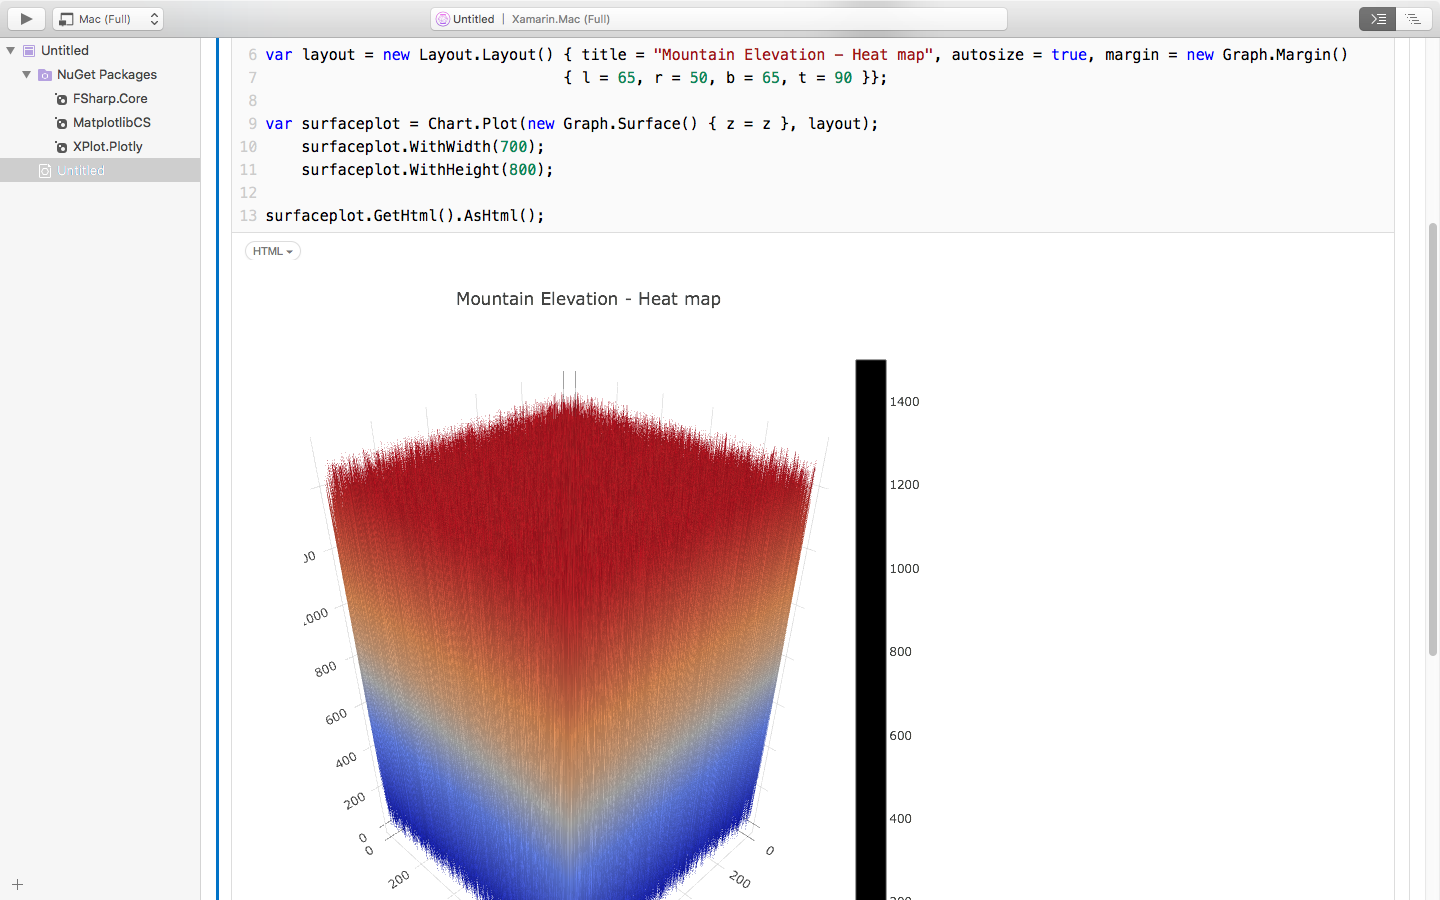 Mac (Full)
Untitled | Xamarin.Mac (Full)
Untitled
NuGet Packages
FSharp.Core
MatplotlibCS
XPlot.Plotly
Untitled
6 var layout = new Layout.Layout() { title = "Mountain Elevation – Heat map", autosize = true, margin = new Graph.Margin()
7 { l = 65, r = 50, b = 65, t = 90 }};
8
9 var surfaceplot = Chart.Plot(new Graph.Surface() { z = z }, layout);
10 surfaceplot.WithWidth(700);
11 surfaceplot.WithHeight(800);
12
13 surfaceplot.GetHtml().AsHtml();
HTML
Mountain Elevation - Heat map
1400
1200
1000
800
600
400
1000
800
600
400
200
0
0
200
0
200